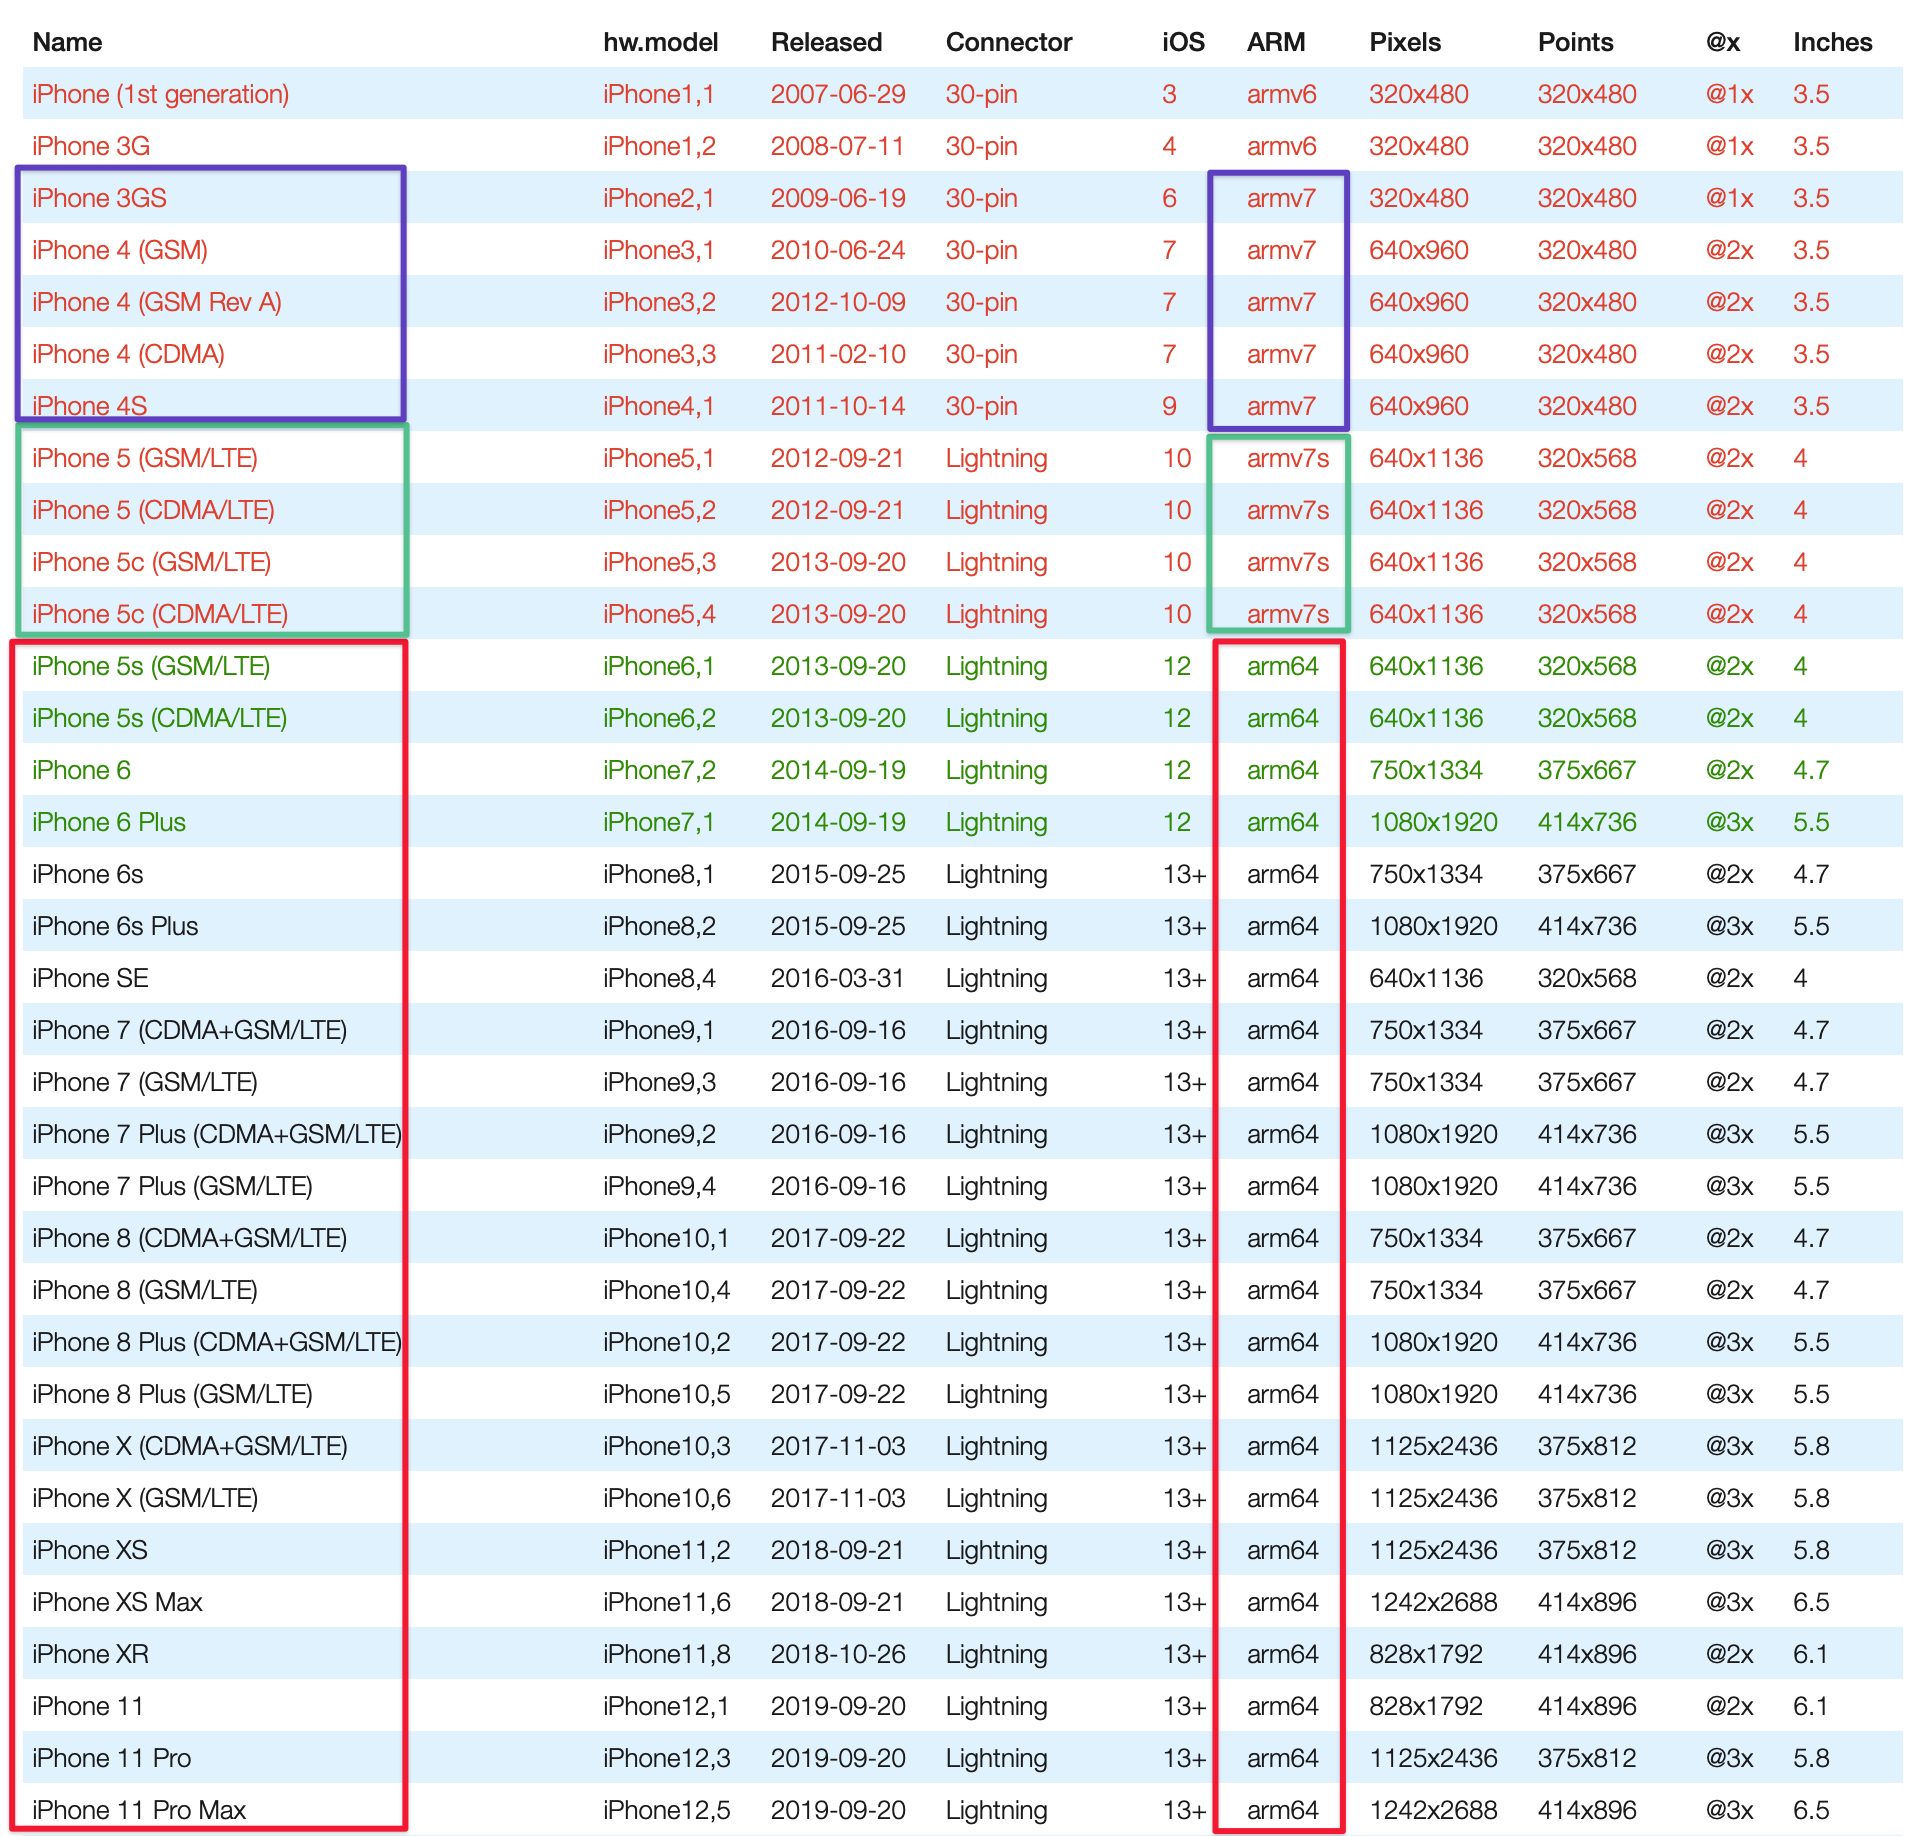 Name hw.model Released Connector iOS ARM Pixels Points @x Inches
iPhone (1st generation) iPhone1,1 2007-06-29 30-pin 3 armv6 320x480 320x480 @1x 3.5
iPhone 3G iPhone1,2 2008-07-11 30-pin 4 armv6 320x480 320x480 @1x 3.5
iPhone 3GS iPhone2,1 2009-06-19 30-pin 6 armv7 320x480 320x480 @1x 3.5
iPhone 4 (GSM) iPhone3,1 2010-06-24 30-pin 7 armv7 640x960 320x480 @2x 3.5
iPhone 4 (GSM Rev A) iPhone3,2 2012-10-09 30-pin 7 armv7 640x960 320x480 @2x 3.5
iPhone 4 (CDMA) iPhone3,3 2011-02-10 30-pin 7 armv7 640x960 320x480 @2x 3.5
iPhone 4S iPhone4,1 2011-10-14 30-pin 9 armv7 640x960 320x480 @2x 3.5
iPhone 5 (GSM/LTE) iPhone5,1 2012-09-21 Lightning 10 armv7s 640x1136 320x568 @2x 4
iPhone 5 (CDMA/LTE) iPhone5,2 2012-09-21 Lightning 10 armv7s 640x1136 320x568 @2x 4
iPhone 5c (GSM/LTE) iPhone5,3 2013-09-20 Lightning 10 armv7s 640x1136 320x568 @2x 4
iPhone 5c (CDMA/LTE) iPhone5,4 2013-09-20 Lightning 10 armv7s 640x1136 320x568 @2x 4
iPhone 5s (GSM/LTE) iPhone6,1 2013-09-20 Lightning 12 arm64 640x1136 320x568 @2x 4
iPhone 5s (CDMA/LTE) iPhone6,2 2013-09-20 Lightning 12 arm64 640x1136 320x568 @2x 4
iPhone 6 iPhone7,2 2014-09-19 Lightning 12 arm64 750x1334 375x667 @2x 4.7
iPhone 6 Plus iPhone7,1 2014-09-19 Lightning 12 arm64 1080x1920 414x736 @3x 5.5
iPhone 6s iPhone8,1 2015-09-25 Lightning 13+ arm64 750x1334 375x667 @2x 4.7
iPhone 6s Plus iPhone8,2 2015-09-25 Lightning 13+ arm64 1080x1920 414x736 @3x 5.5
iPhone SE iPhone8,4 2016-03-31 Lightning 13+ arm64 640x1136 320x568 @2x 4
iPhone 7 (CDMA+GSM/LTE) iPhone9,1 2016-09-16 Lightning 13+ arm64 750x1334 375x667 @2x 4.7
iPhone 7 (GSM/LTE) iPhone9,3 2016-09-16 Lightning 13+ arm64 750x1334 375x667 @2x 4.7
iPhone 7 Plus (CDMA+GSM/LTE) iPhone9,2 2016-09-16 Lightning 13+ arm64 1080x1920 414x736 @3x 5.5
iPhone 7 Plus (GSM/LTE) iPhone9,4 2016-09-16 Lightning 13+ arm64 1080x1920 414x736 @3x 5.5
iPhone 8 (CDMA+GSM/LTE) iPhone10,1 2017-09-22 Lightning 13+ arm64 750x1334 375x667 @2x 4.7
iPhone 8 (GSM/LTE) iPhone10,4 2017-09-22 Lightning 13+ arm64 750x1334 375x667 @2x 4.7
iPhone 8 Plus (CDMA+GSM/LTE) iPhone10,2 2017-09-22 Lightning 13+ arm64 1080x1920 414x736 @3x 5.5
iPhone 8 Plus (GSM/LTE) iPhone10,5 2017-09-22 Lightning 13+ arm64 1080x1920 414x736 @3x 5.5
iPhone X (CDMA+GSM/LTE) iPhone10,3 2017-11-03 Lightning 13+ arm64 1125x2436 375x812 @3x 5.8
iPhone X (GSM/LTE) iPhone10,6 2017-11-03 Lightning 13+ arm64 1125x2436 375x812 @3x 5.8
iPhone XS iPhone11,2 2018-09-21 Lightning 13+ arm64 1125x2436 375x812 @3x 5.8
iPhone XS Max iPhone11,6 2018-09-21 Lightning 13+ arm64 1242x2688 414x896 @3x 6.5
iPhone XR iPhone11,8 2018-10-26 Lightning 13+ arm64 828x1792 414x896 @2x 6.1
iPhone 11 iPhone12,1 2019-09-20 Lightning 13+ arm64 828x1792 414x896 @2x 6.1
iPhone 11 Pro iPhone12,3 2019-09-20 Lightning 13+ arm64 1125x2436 375x812 @3x 5.8
iPhone 11 Pro Max iPhone12,5 2019-09-20 Lightning 13+ arm64 1242x2688 414x896 @3x 6.5